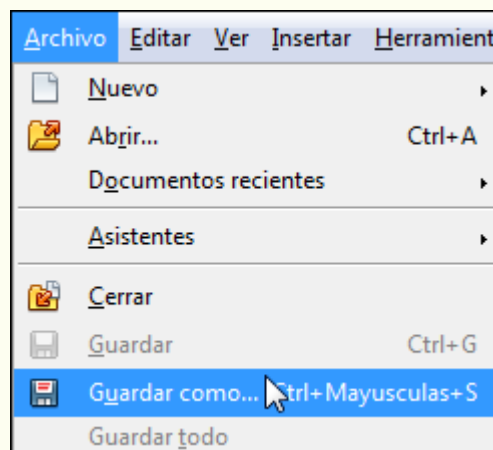 Archivo Editar Ver Insertar Herramient
Nuevo
Abrir... Ctrl+A
Documentos recientes
Asistentes
Cerrar
Guardar Ctrl+G
Guardar como... Ctrl+Mayusculas+S
Guardar todo